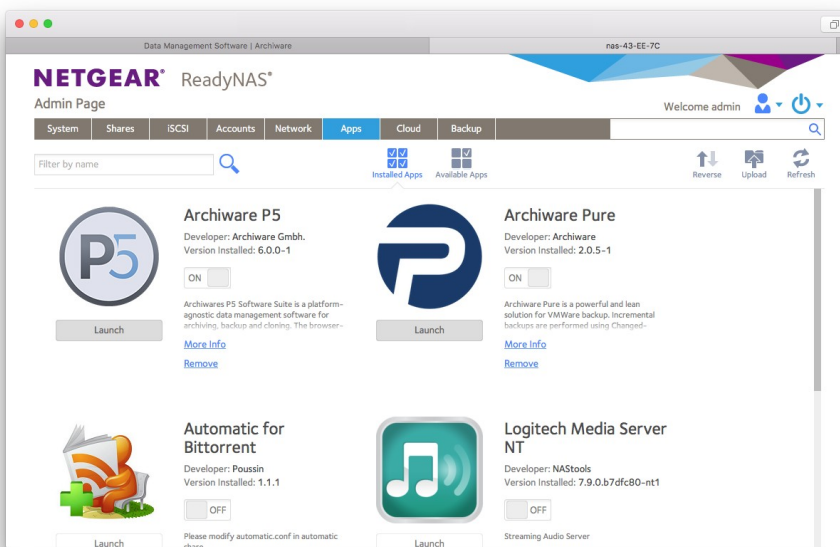 Data Management Software | Archiware
nas-43-EE-7C
NETGEAR® ReadyNAS®
Admin Page
Welcome admin
System Shares iSCSI Accounts Network Apps Cloud Backup
Filter by name
Installed Apps Available Apps
Reverse Upload Refresh
P5
Archiware P5
Developer: Archiware Gmbh.
Version Installed: 6.0.0-1
ON
Archiwares P5 Software Suite is a platform-
agnostic data management software for
archiving, backup and cloning. The browser-
Launch
More Info
Remove
Archiware Pure
Developer: Archiware
Version Installed: 2.0.5-1
ON
Archiware Pure is a powerful and lean
solution for VMWare backup. Incremental
backups are performed using Changed-
Launch
More Info
Remove
Automatic for
Bittorrent
Developer: Poussin
Version Installed: 1.1.1
OFF
Please modify automatic.conf in automatic
share
Launch
Logitech Media Server
NT
Developer: NAStools
Version Installed: 7.9.0.b7dfc80-nt1
OFF
Streaming Audio Server
Launch